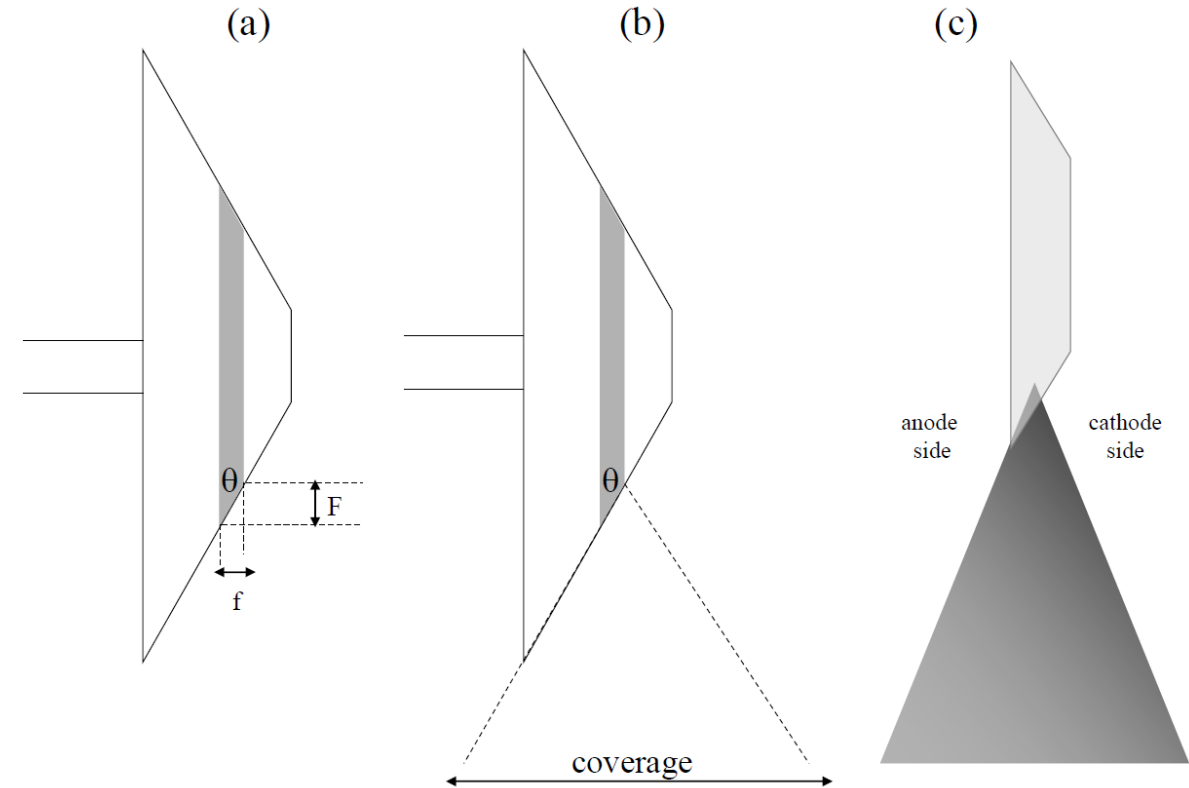 (a)
(b)
(c)
anode
side
cathode
side
θ
F
f
θ
coverage